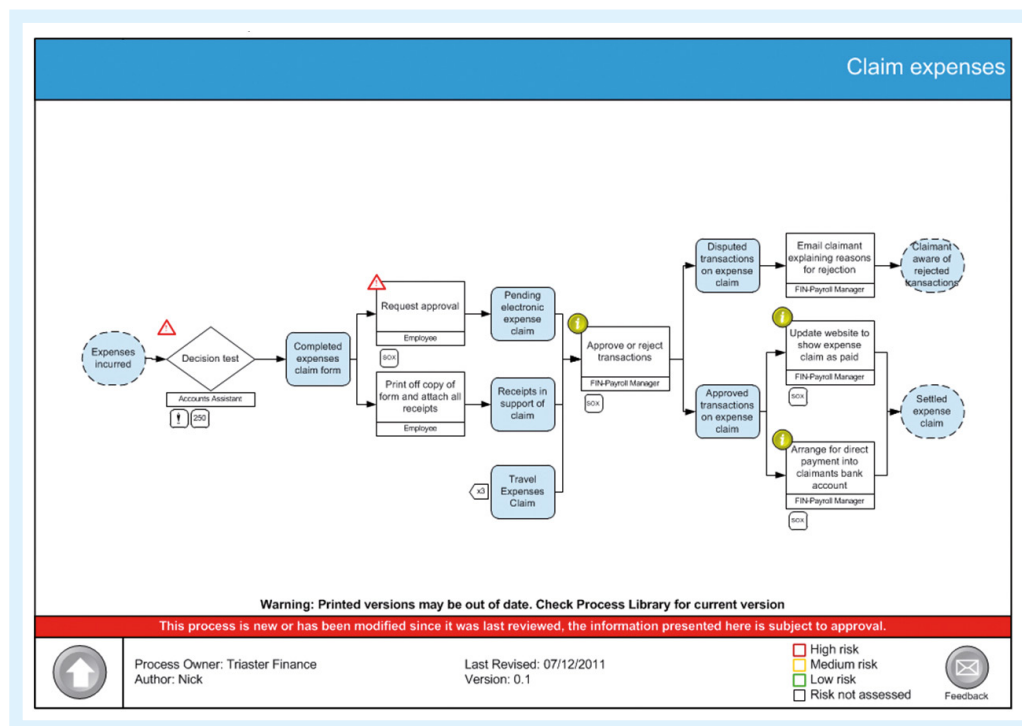 Claim expenses
Expenses
incurred
Decision test
Accounts Assistant
!
250
Completed
expenses
claim form
Request approval
Employee
SOX
Print off copy of
form and attach all
receipts
Employee
Pending
electronic
expense
claim
Receipts in
support of
claim
x3
Travel
Expenses
Claim
i
Approve or reject
transactions
FIN-Payroll Manager
SOX
Disputed
transactions
on expense
claim
Email claimant
explaining reasons
for rejection
FIN-Payroll Manager
Claimant
aware of
rejected
transactions
Approved
transactions
on expense
claim
i
Update website to
show expense
claim as paid
FIN-Payroll Manager
SOX
i
Arrange for direct
payment into
claimants bank
account
FIN-Payroll Manager
SOX
Settled
expense
claim
Warning: Printed versions may be out of date. Check Process Library for current version
This process is new or has been modified since it was last reviewed, the information presented here is subject to approval.
Process Owner: Triaster Finance
Author: Nick
Last Revised: 07/12/2011
Version: 0.1
High risk
Medium risk
Low risk
Risk not assessed
Feedback